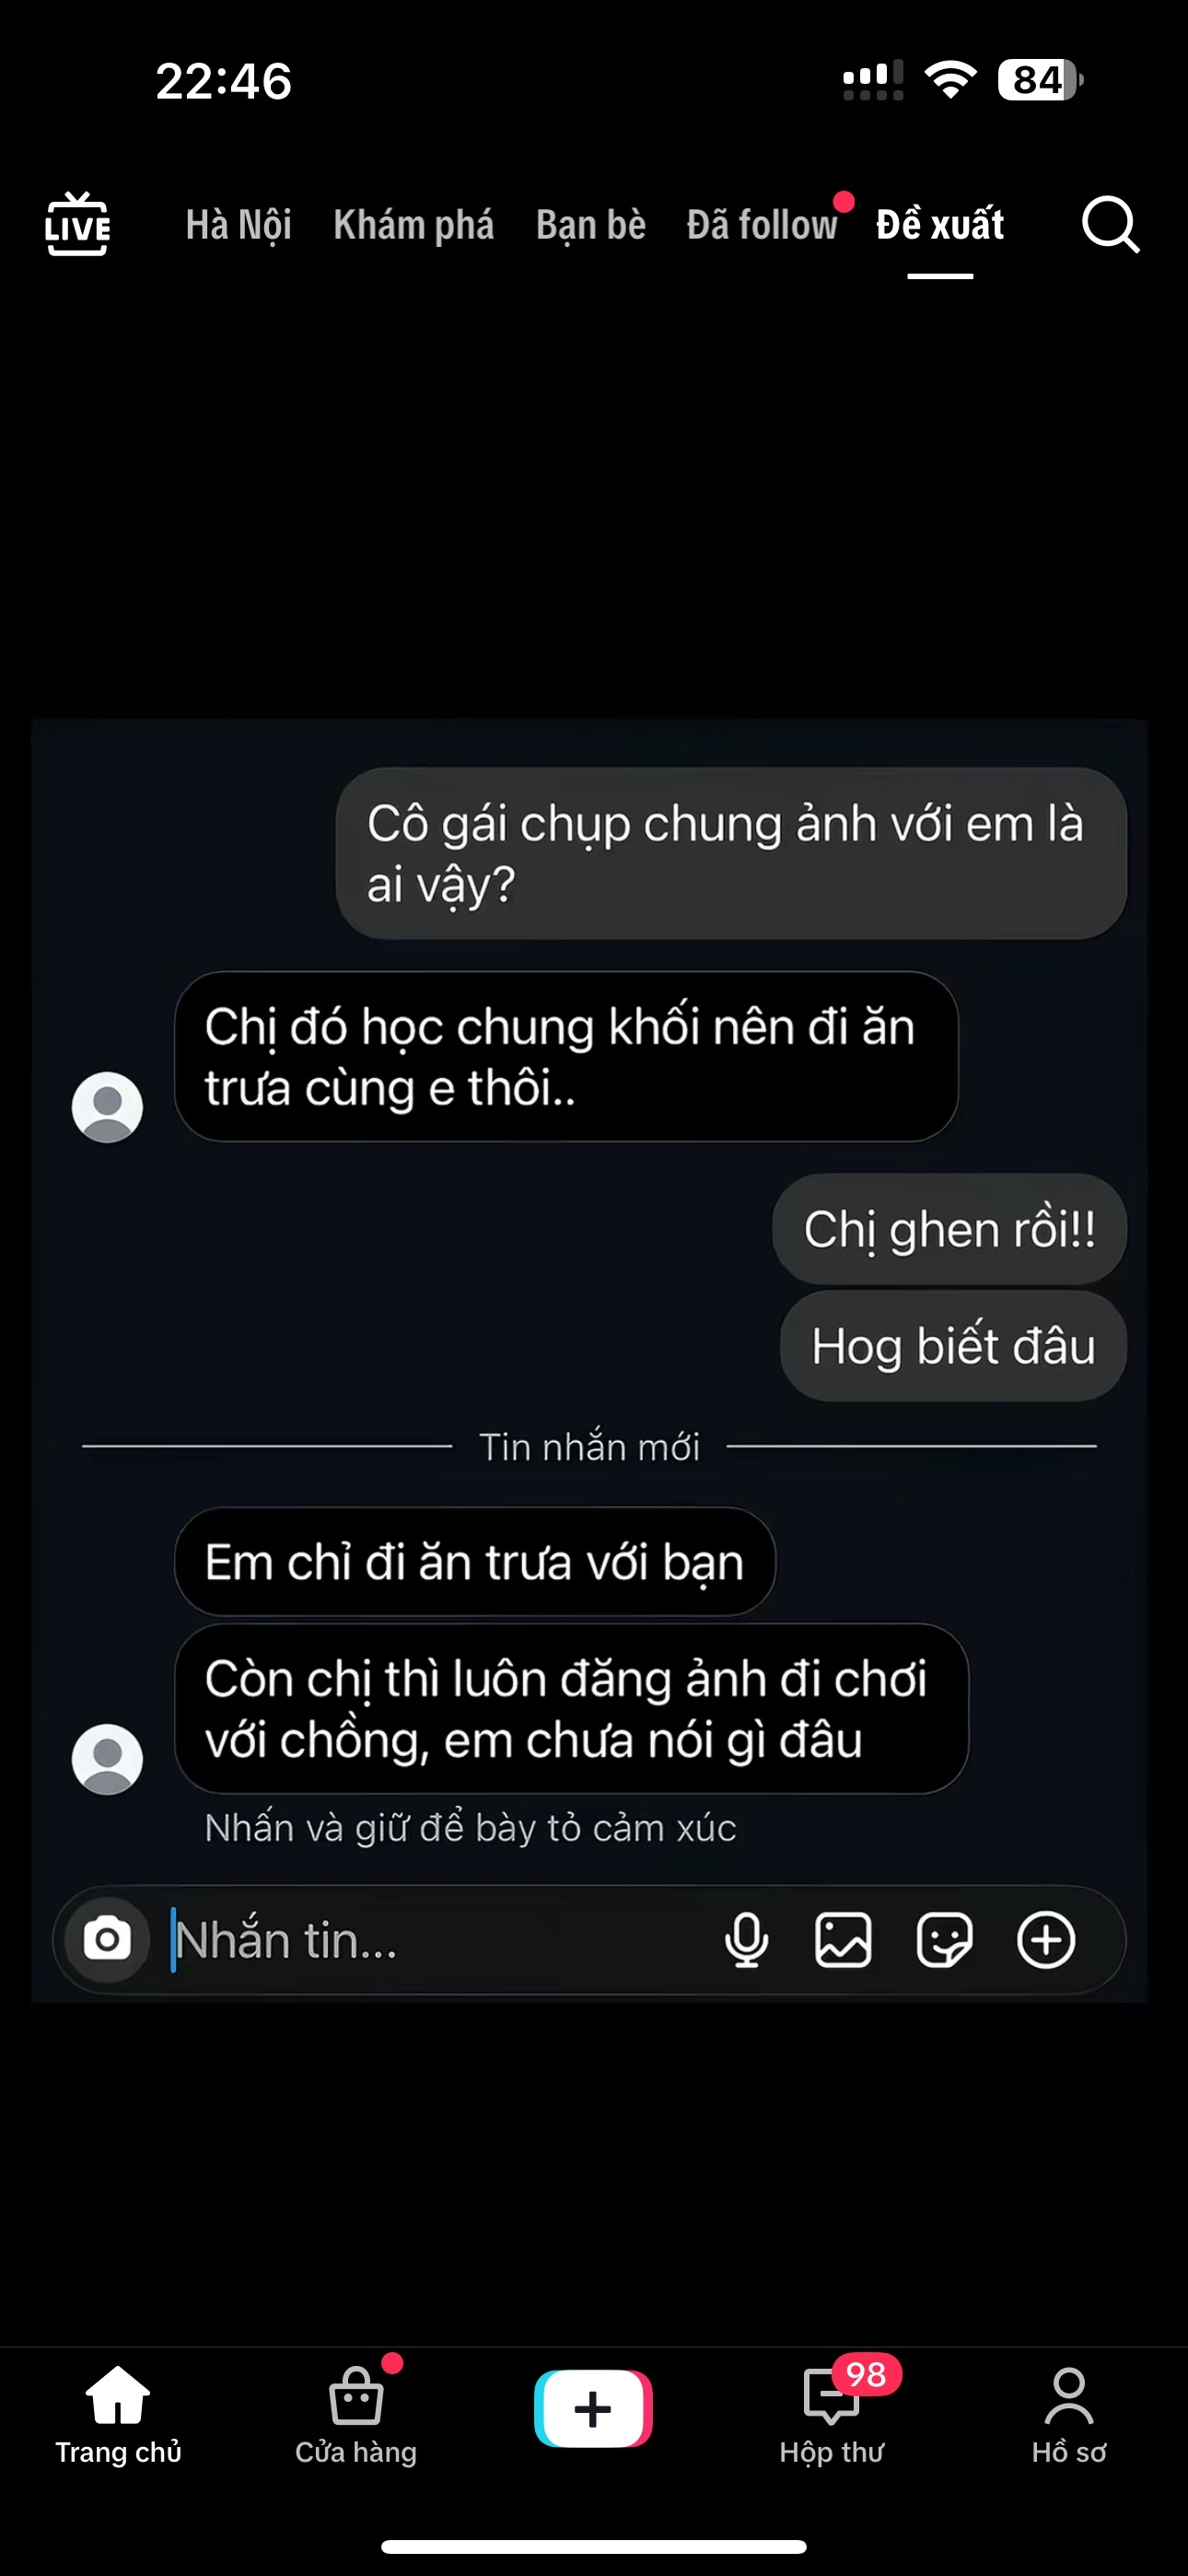 22:46
84
LIVE
Hà Nội
Khám phá
Bạn bè
Đã follow
Đề xuất
Cô gái chụp chung ảnh với em là
ai vậy?
Chị đó học chung khối nên đi ăn
trưa cùng e thôi..
Chị ghen rồi!!
Hog biết đâu
Tin nhắn mới
Em chỉ đi ăn trưa với bạn
Còn chị thì luôn đăng ảnh đi chơi
với chồng, em chưa nói gì đâu
Nhấn và giữ để bày tỏ cảm xúc
Nhắn tin...
98
Trang chủ
Cửa hàng
Hộp thư
Hồ sơ